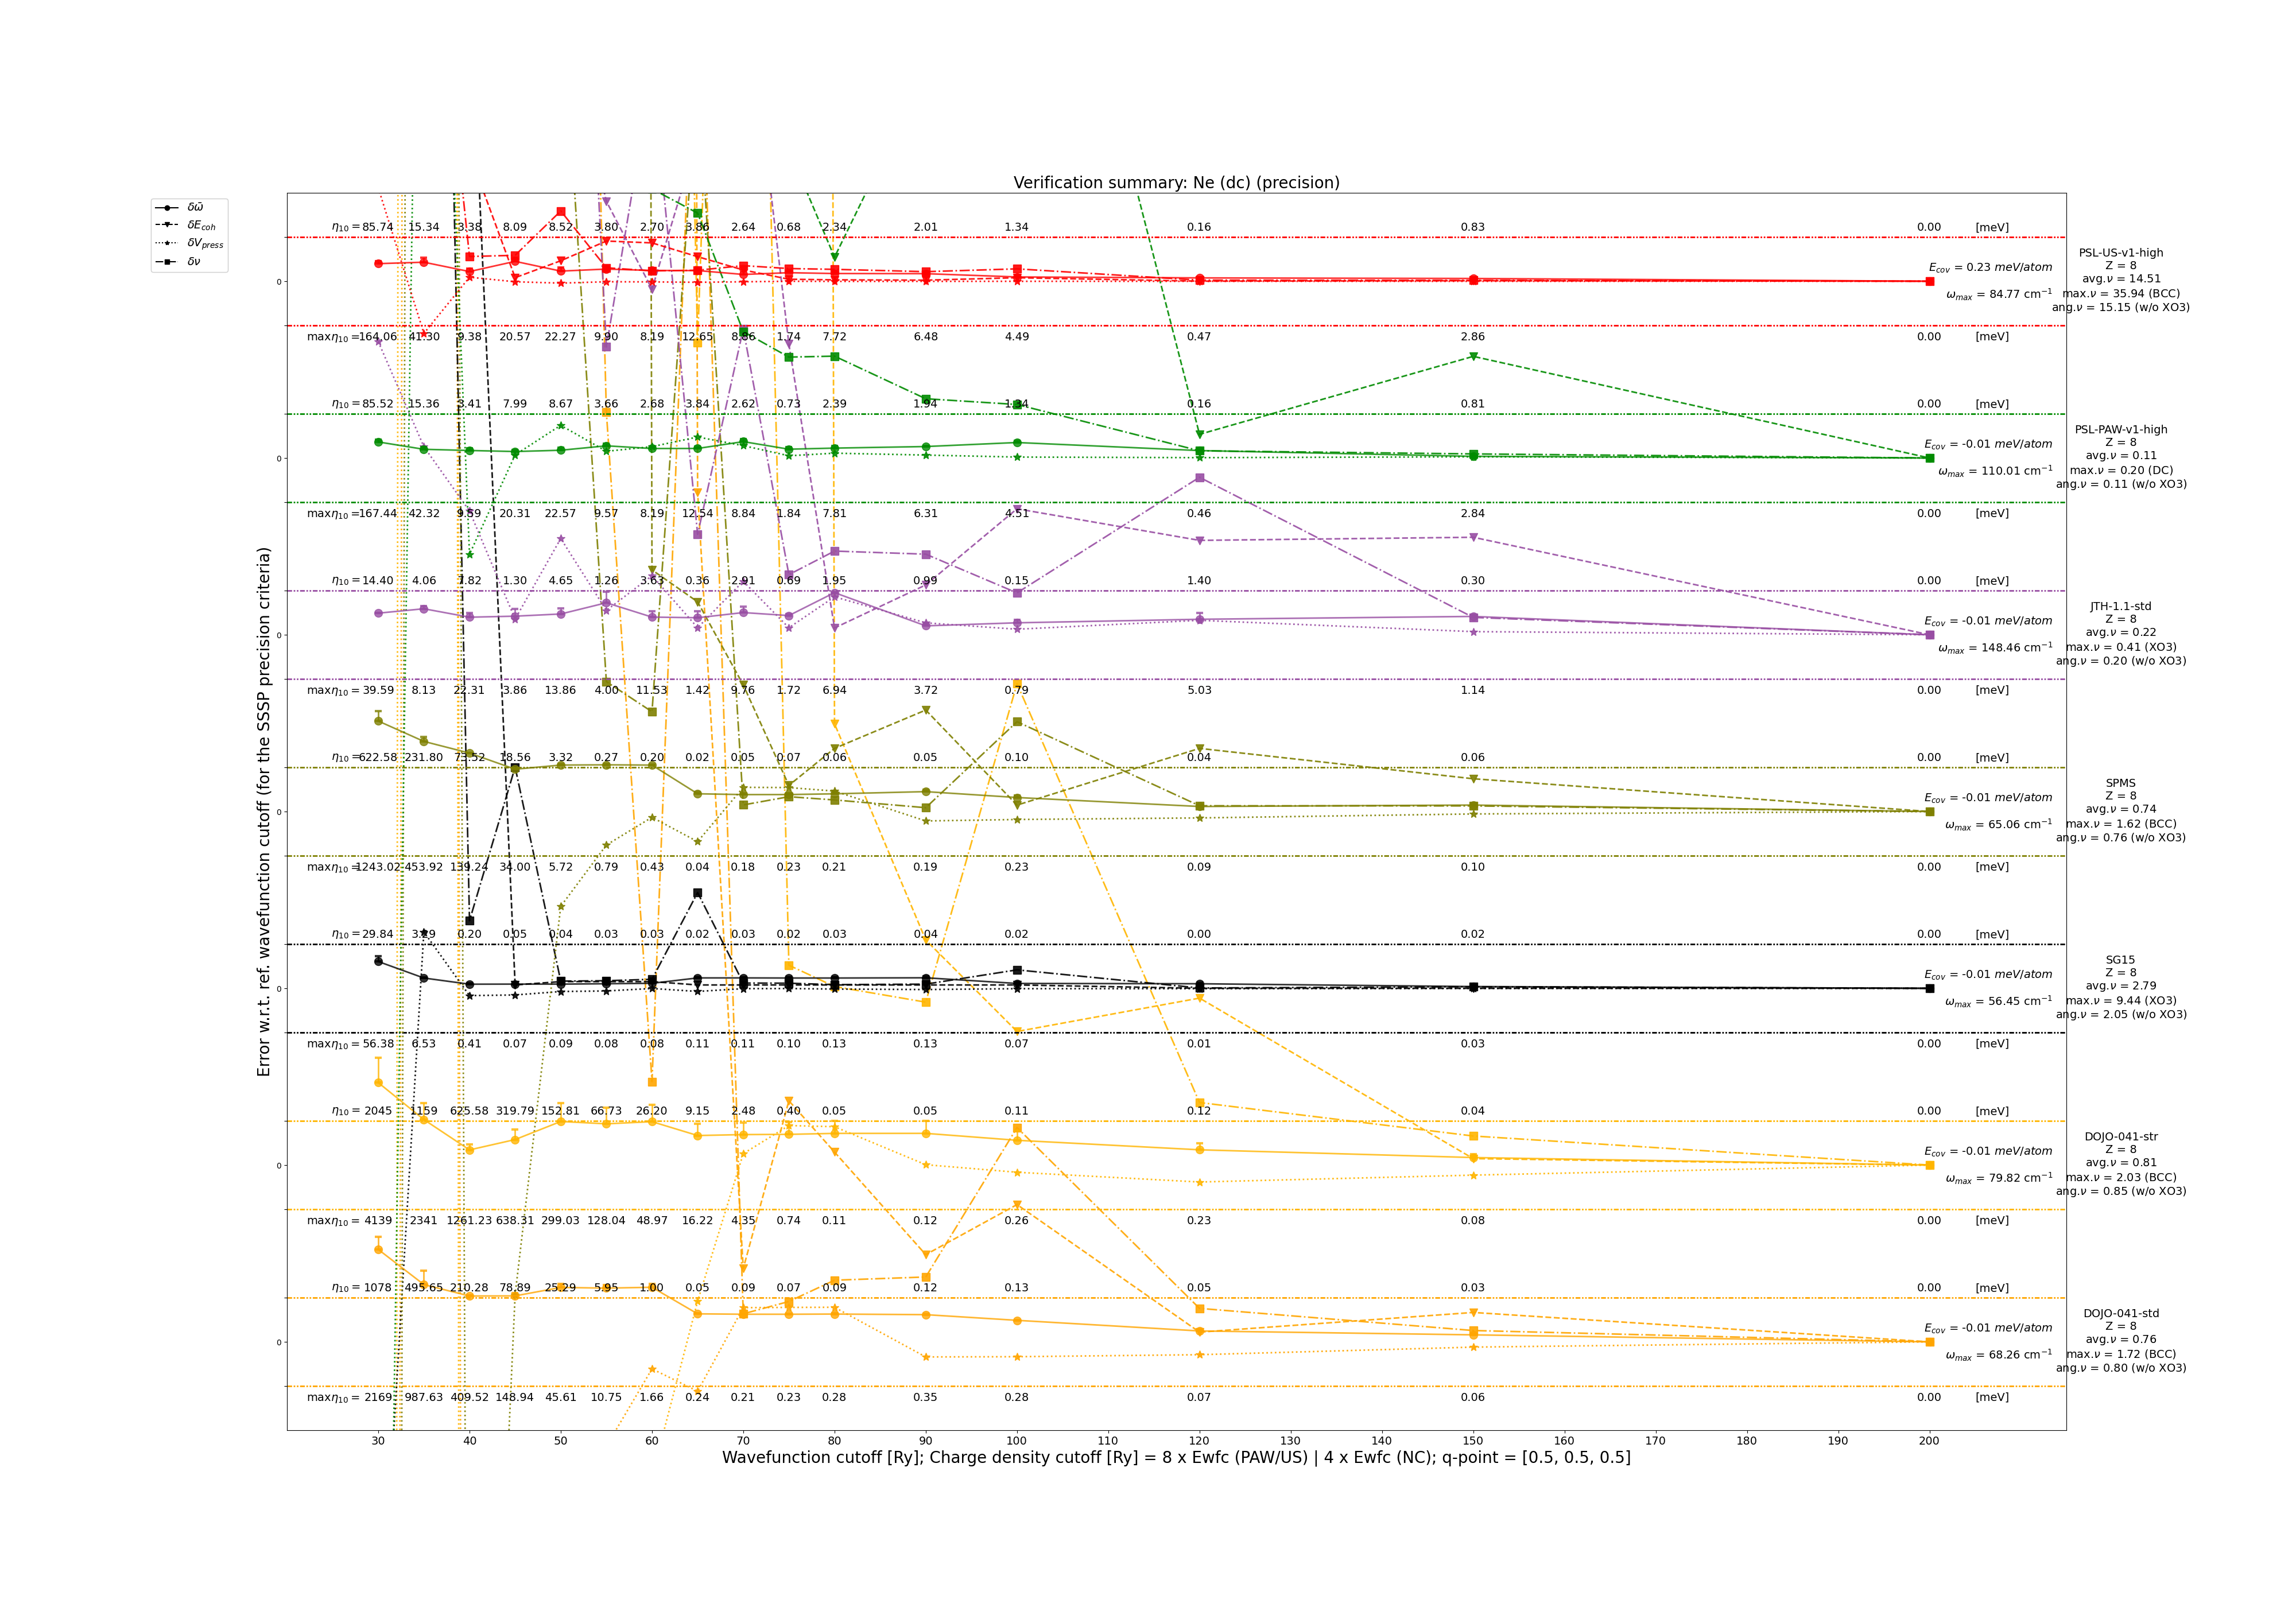 Verification summary: Ne (dc) (precision)
δω̄
δE_coh
δV_press
δν
Error w.r.t. ref. wavefunction cutoff (for the SSSP precision criteria)
η₁₀ = 85.74 15.34 3.38 8.09 8.52 3.80 2.70 3.86 2.64 0.68 2.34 2.01 1.34 0.16 0.83 0.00 [meV]
0
E_cov = 0.23 meV/atom
ω_max = 84.77 cm⁻¹
PSL-US-v1-high
Z = 8
avg.ν = 14.51
max.ν = 35.94 (BCC)
ang.ν = 15.15 (w/o XO3)
maxη₁₀ =164.06 41.30 9.38 20.57 22.27 9.90 8.19 12.65 8.86 1.74 7.72 6.48 4.49 0.47 2.86 0.00 [meV]
η₁₀ = 85.52 15.36 3.41 7.99 8.67 3.66 2.68 3.84 2.62 0.73 2.39 1.94 1.34 0.16 0.81 0.00 [meV]
0
E_cov = -0.01 meV/atom
ω_max = 110.01 cm⁻¹
PSL-PAW-v1-high
Z = 8
avg.ν = 0.11
max.ν = 0.20 (DC)
ang.ν = 0.11 (w/o XO3)
maxη₁₀ =167.44 42.32 9.59 20.31 22.57 9.57 8.19 12.54 8.84 1.84 7.81 6.31 4.51 0.46 2.84 0.00 [meV]
η₁₀ = 14.40 4.06 7.82 1.30 4.65 1.26 3.63 0.36 2.91 0.69 1.95 0.99 0.15 1.40 0.30 0.00 [meV]
0
E_cov = -0.01 meV/atom
ω_max = 148.46 cm⁻¹
JTH-1.1-std
Z = 8
avg.ν = 0.22
max.ν = 0.41 (XO3)
ang.ν = 0.20 (w/o XO3)
maxη₁₀ = 39.59 8.13 22.31 3.86 13.86 4.00 11.53 1.42 9.76 1.72 6.94 3.72 0.79 5.03 1.14 0.00 [meV]
η₁₀ =622.58 231.80 73.52 18.56 3.32 0.27 0.20 0.02 0.05 0.07 0.06 0.05 0.10 0.04 0.06 0.00 [meV]
0
E_cov = -0.01 meV/atom
ω_max = 65.06 cm⁻¹
SPMS
Z = 8
avg.ν = 0.74
max.ν = 1.62 (BCC)
ang.ν = 0.76 (w/o XO3)
maxη₁₀ =1243.02 453.92 139.24 34.00 5.72 0.79 0.43 0.04 0.18 0.23 0.21 0.19 0.23 0.09 0.10 0.00 [meV]
η₁₀ = 29.84 0.20 0.05 0.04 0.03 0.03 0.02 0.03 0.02 0.03 0.04 0.02 0.00 0.02 0.00 [meV]
0
E_cov = -0.01 meV/atom
ω_max = 56.45 cm⁻¹
SG15
Z = 8
avg.ν = 2.79
max.ν = 9.44 (XO3)
ang.ν = 2.05 (w/o XO3)
maxη₁₀ = 56.38 6.53 0.41 0.07 0.09 0.08 0.08 0.11 0.11 0.10 0.13 0.13 0.07 0.01 0.03 0.00 [meV]
η₁₀ = 2045 1159 625.58 319.79 152.81 66.73 26.20 9.15 2.48 0.40 0.05 0.05 0.11 0.12 0.04 0.00 [meV]
0
E_cov = -0.01 meV/atom
ω_max = 79.82 cm⁻¹
DOJO-041-str
Z = 8
avg.ν = 0.81
max.ν = 2.03 (BCC)
ang.ν = 0.85 (w/o XO3)
maxη₁₀ = 4139 2341 1261.23 638.31 299.03 128.04 48.97 16.22 4.35 0.74 0.11 0.12 0.26 0.23 0.08 0.00 [meV]
η₁₀ = 1078 495.65 210.28 78.89 25.29 5.95 1.00 0.05 0.09 0.07 0.09 0.12 0.13 0.05 0.03 0.00 [meV]
0
E_cov = -0.01 meV/atom
ω_max = 68.26 cm⁻¹
DOJO-041-std
Z = 8
avg.ν = 0.76
max.ν = 1.72 (BCC)
ang.ν = 0.80 (w/o XO3)
maxη₁₀ = 2169 987.63 409.52 148.94 45.61 10.75 1.66 0.24 0.21 0.23 0.28 0.35 0.28 0.07 0.06 0.00 [meV]
30 40 50 60 70 80 90 100 110 120 130 140 150 160 170 180 190 200
Wavefunction cutoff [Ry]; Charge density cutoff [Ry] = 8 x Ewfc (PAW/US) | 4 x Ewfc (NC); q-point = [0.5, 0.5, 0.5]